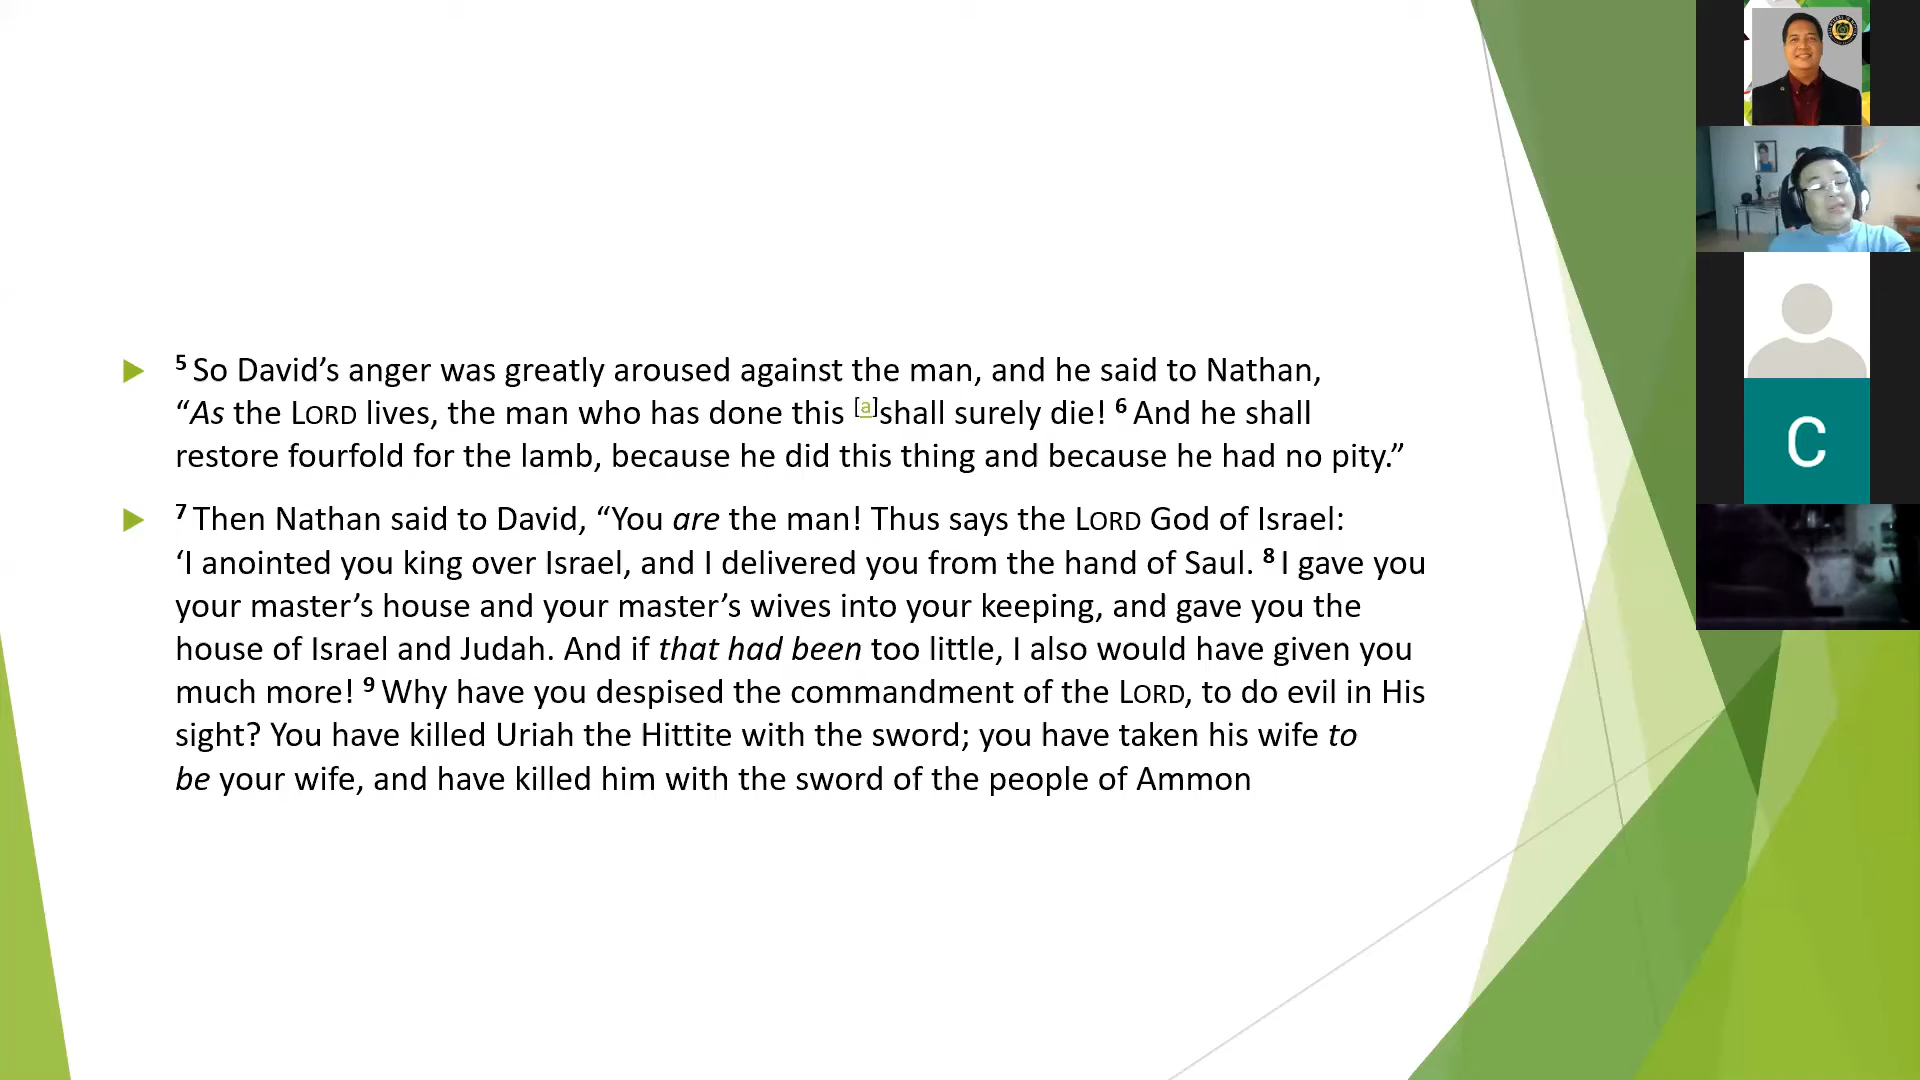 5 So David’s anger was greatly aroused against the man, and he said to Nathan,
“As the LORD lives, the man who has done this [a]shall surely die! 6 And he shall
restore fourfold for the lamb, because he did this thing and because he had no pity.”
7 Then Nathan said to David, “You are the man! Thus says the LORD God of Israel:
‘I anointed you king over Israel, and I delivered you from the hand of Saul. 8 I gave you
your master’s house and your master’s wives into your keeping, and gave you the
house of Israel and Judah. And if that had been too little, I also would have given you
much more! 9 Why have you despised the commandment of the LORD, to do evil in His
sight? You have killed Uriah the Hittite with the sword; you have taken his wife to
be your wife, and have killed him with the sword of the people of Ammon
C